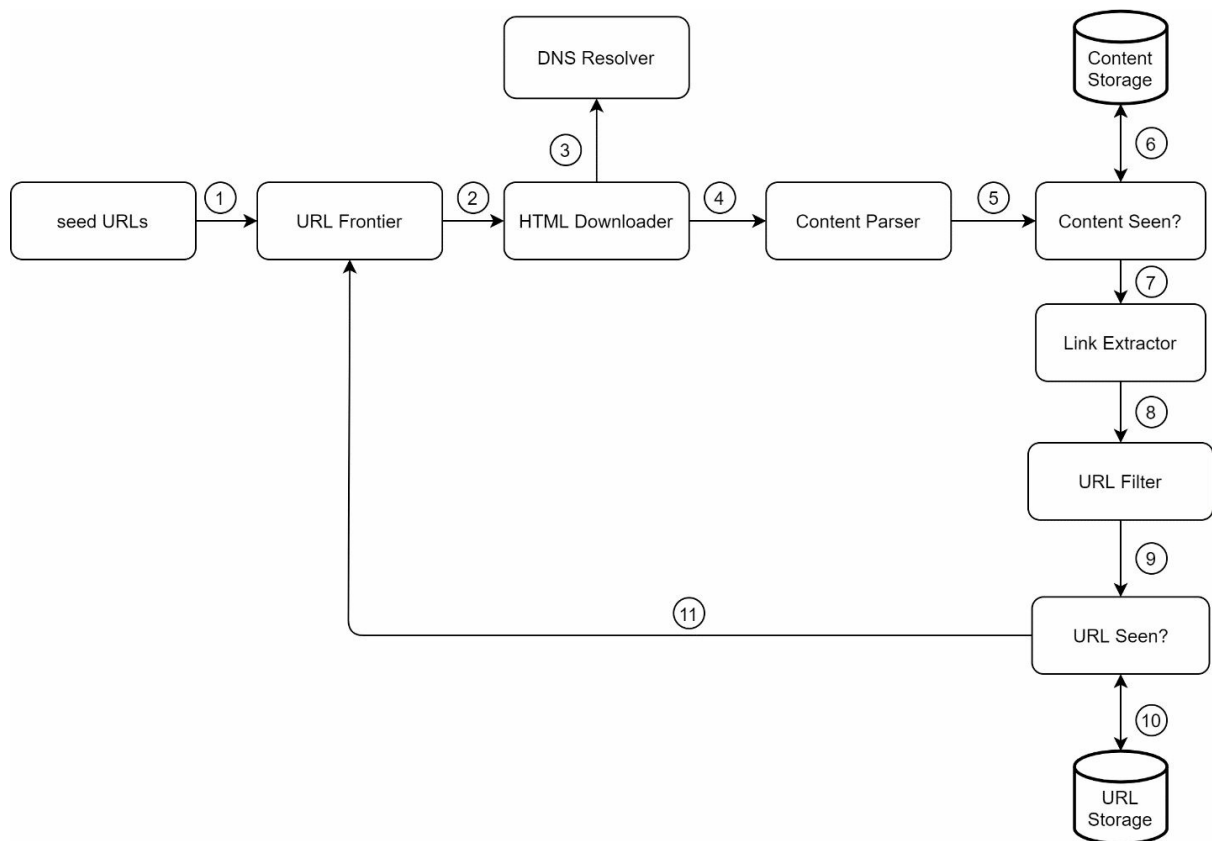 DNS Resolver
Content
Storage
3
6
seed URLs
1
URL Frontier
2
HTML Downloader
4
Content Parser
5
Content Seen?
7
Link Extractor
8
URL Filter
9
11
URL Seen?
10
URL
Storage